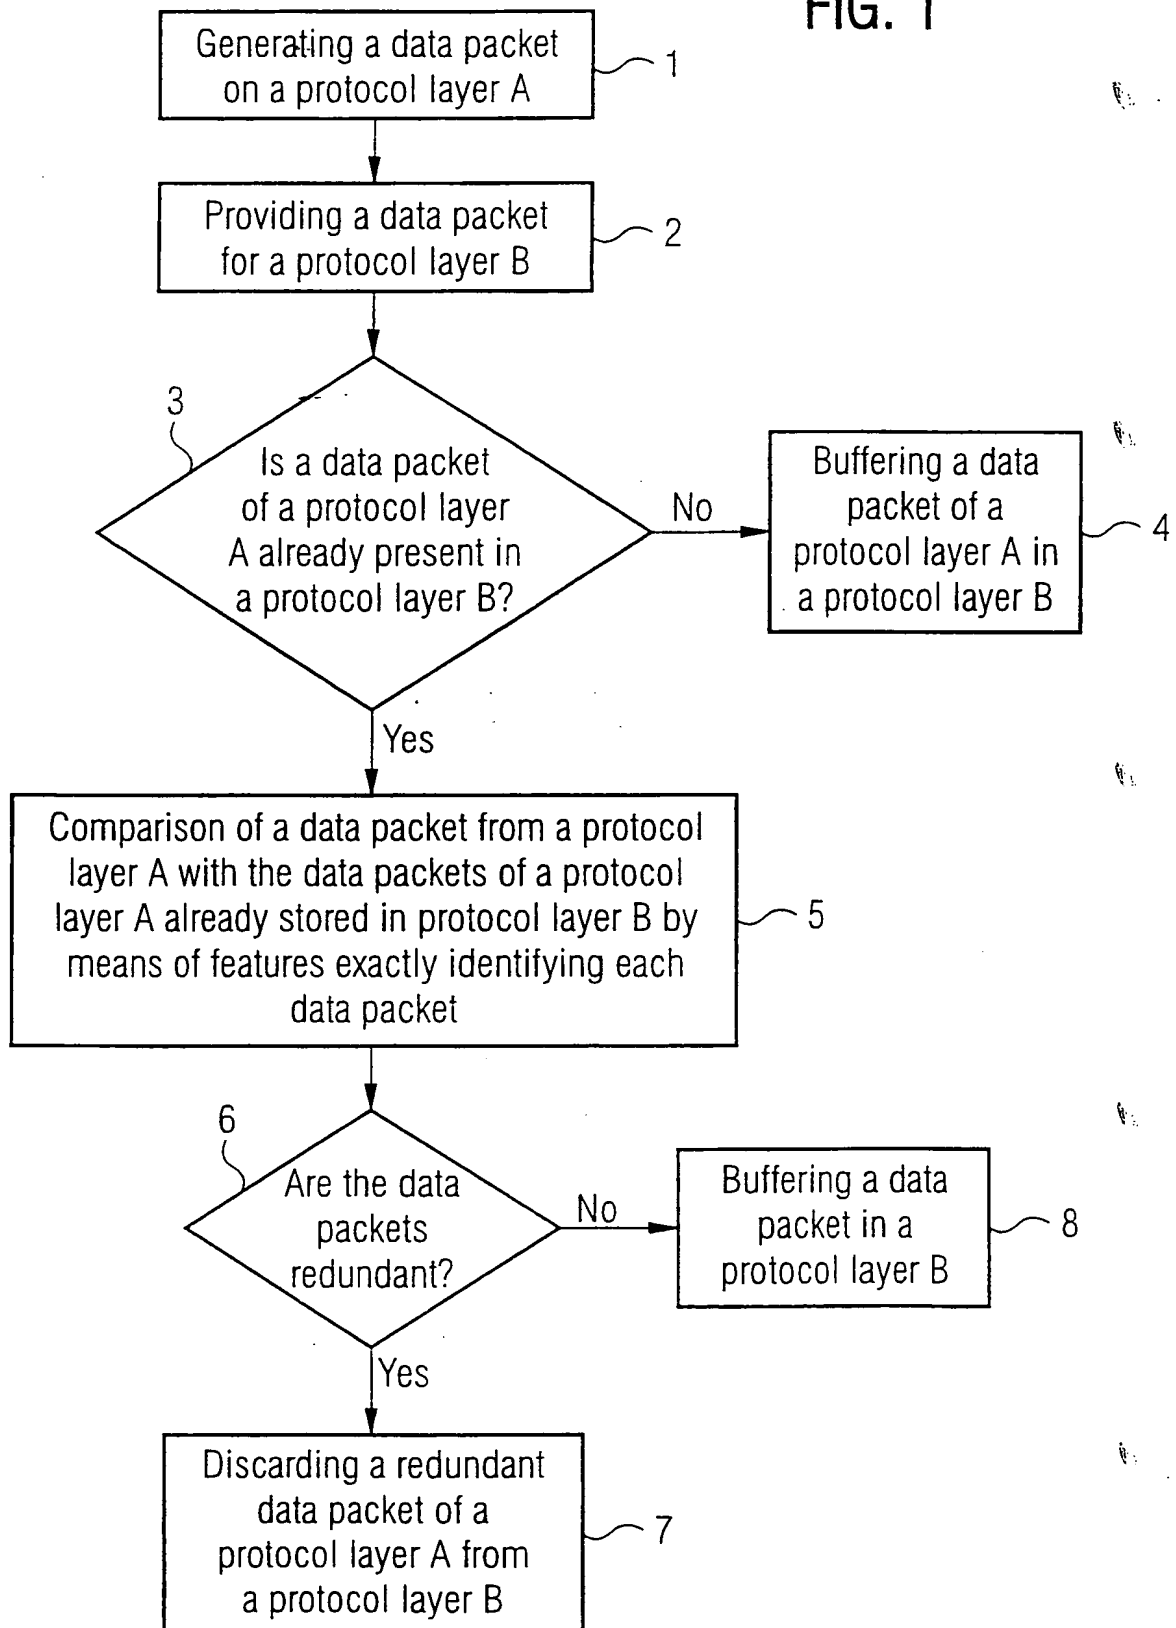 FIG. 1
Generating a data packet
on a protocol layer A
1
Providing a data packet
for a protocol layer B
2
3
Is a data packet
of a protocol layer
A already present in
a protocol layer B?
No
Buffering a data
packet of a
protocol layer A in
a protocol layer B
4
Yes
Comparison of a data packet from a protocol
layer A with the data packets of a protocol
layer A already stored in protocol layer B by
means of features exactly identifying each
data packet
5
6
Are the data
packets
redundant?
No
Buffering a data
packet in a
protocol layer B
8
Yes
Discarding a redundant
data packet of a
protocol layer A from
a protocol layer B
7